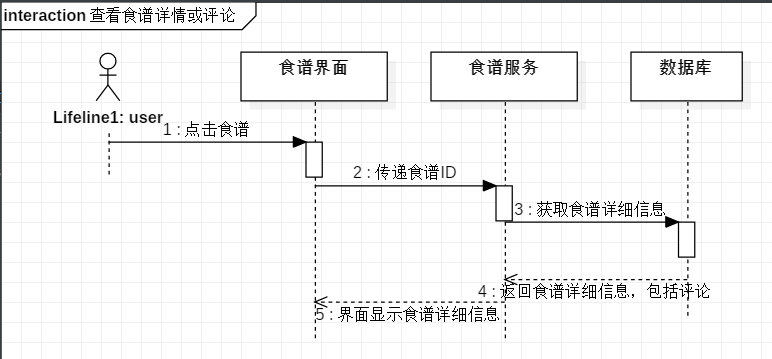 interaction 查看食谱详情或评论
食谱界面
食谱服务
数据库
Lifeline1: user
1 : 点击食谱
2 : 传递食谱ID
3 : 获取食谱详细信息
4 : 返回食谱详细信息，包括评论
5 : 界面显示食谱详细信息